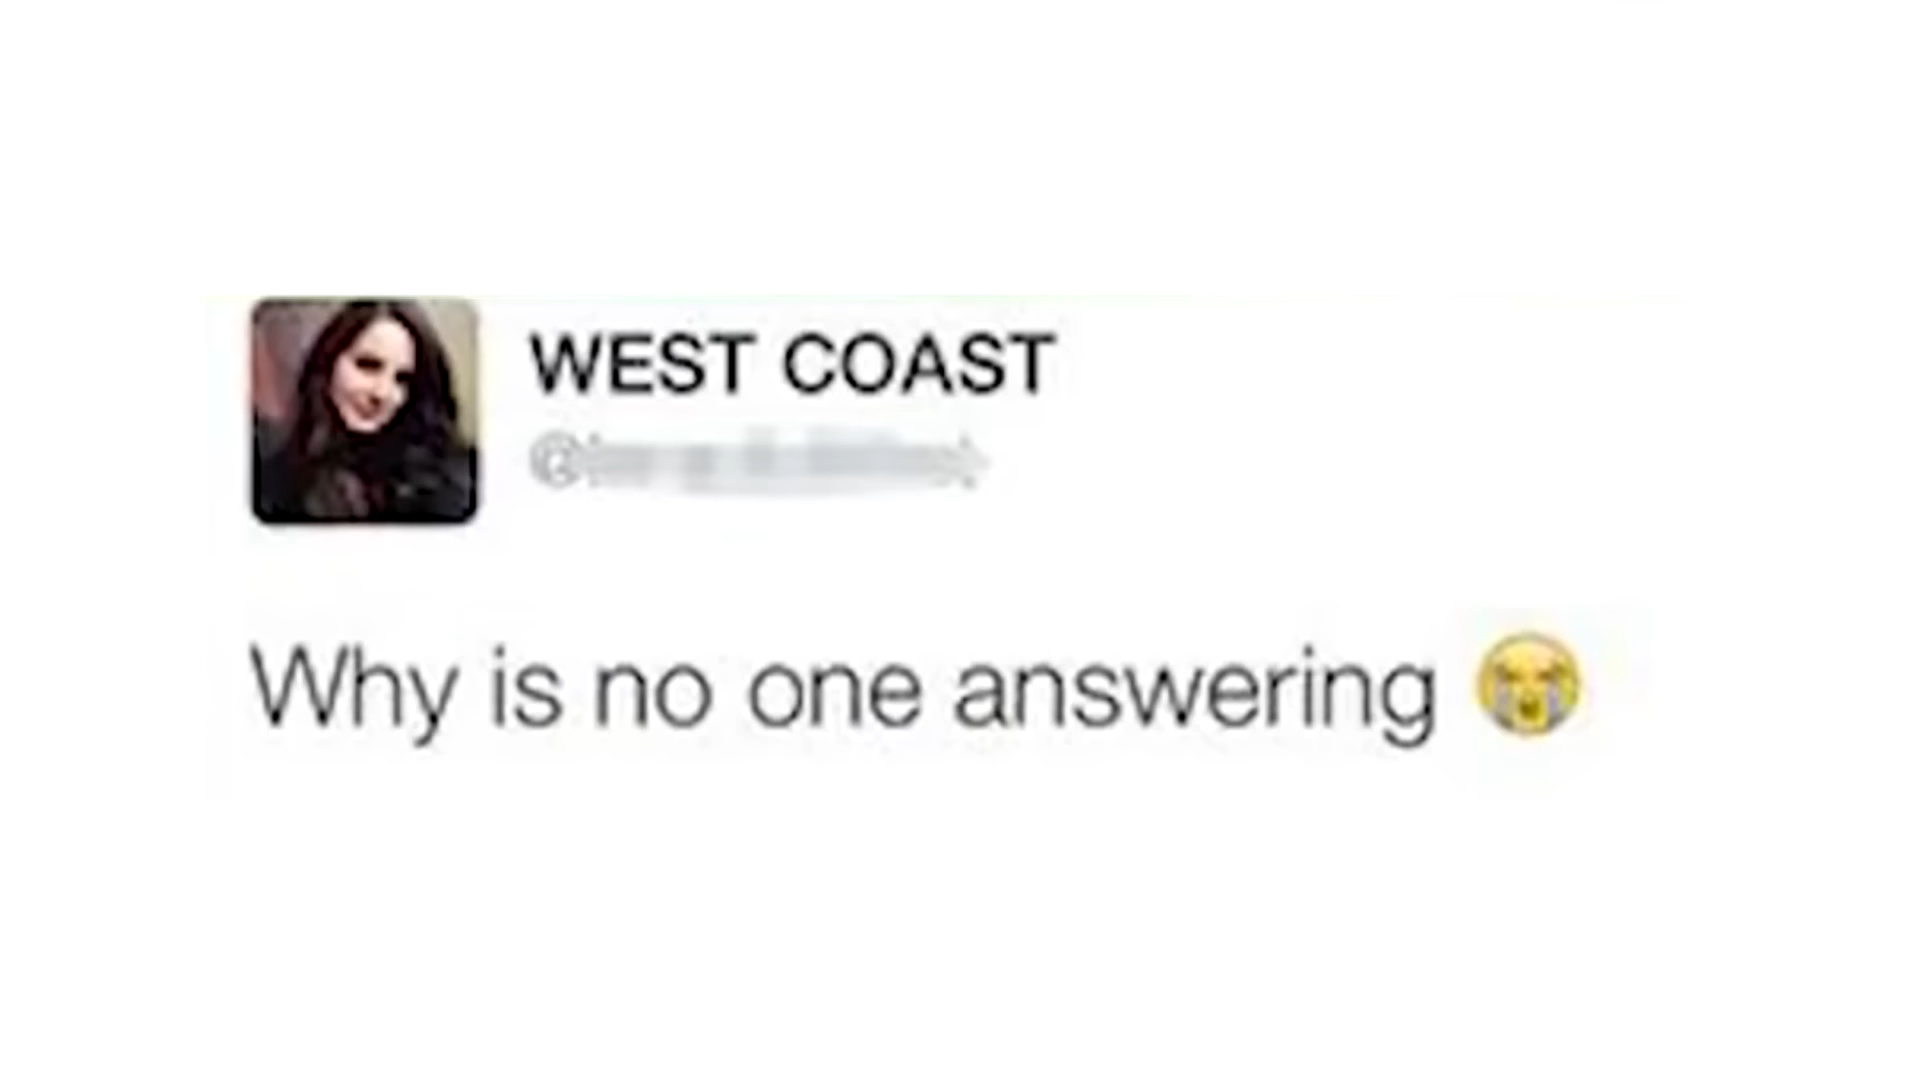 WEST COAST
@
Why is no one answering 😭